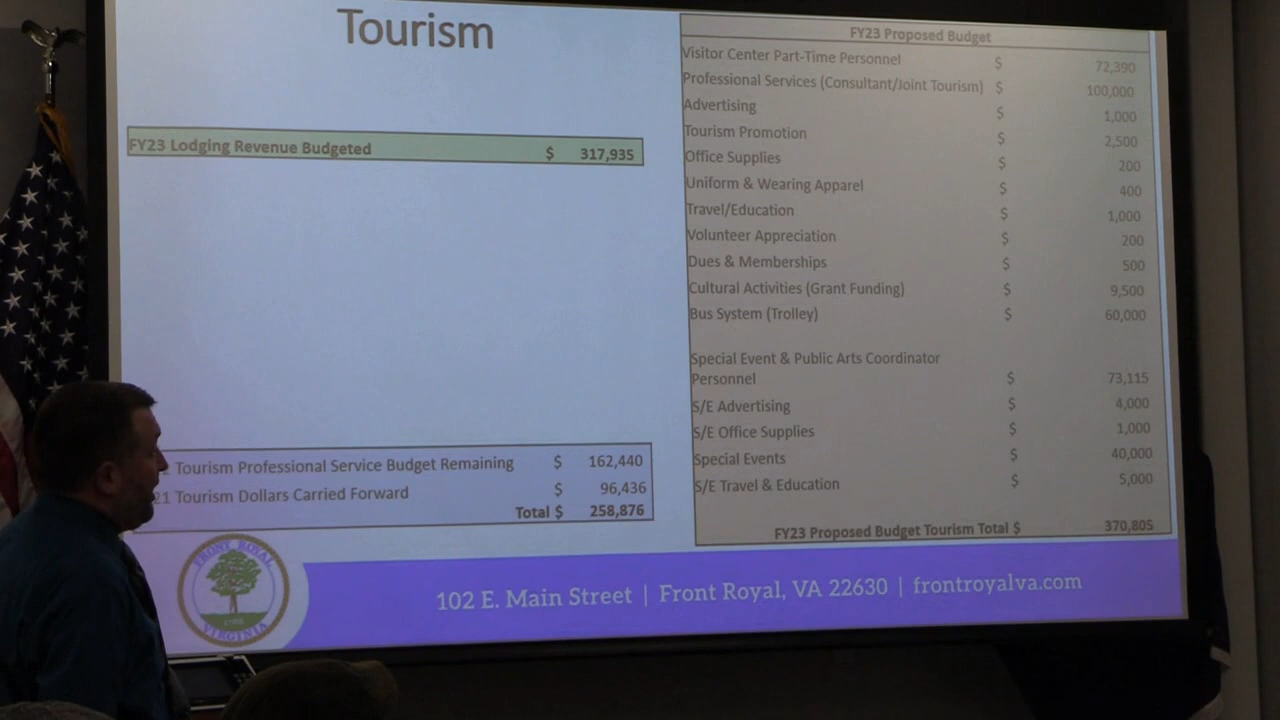 Tourism
FY23 Lodging Revenue Budgeted $ 317,935
Tourism Professional Service Budget Remaining $ 162,440
21 Tourism Dollars Carried Forward $ 96,436
Total $ 258,876
FY23 Proposed Budget
Visitor Center Part-Time Personnel $ 72,390
Professional Services (Consultant/Joint Tourism) $ 100,000
Advertising $ 1,000
Tourism Promotion $ 2,500
Office Supplies $ 200
Uniform & Wearing Apparel $ 400
Travel/Education $ 1,000
Volunteer Appreciation $ 200
Dues & Memberships $ 500
Cultural Activities (Grant Funding) $ 9,500
Bus System (Trolley) $ 60,000
Special Event & Public Arts Coordinator
Personnel $ 73,115
S/E Advertising $ 4,000
S/E Office Supplies $ 1,000
Special Events $ 40,000
S/E Travel & Education $ 5,000
FY23 Proposed Budget Tourism Total $ 370,805
FRONT ROYAL
VIRGINIA
102 E. Main Street | Front Royal, VA 22630 | frontroyalva.com